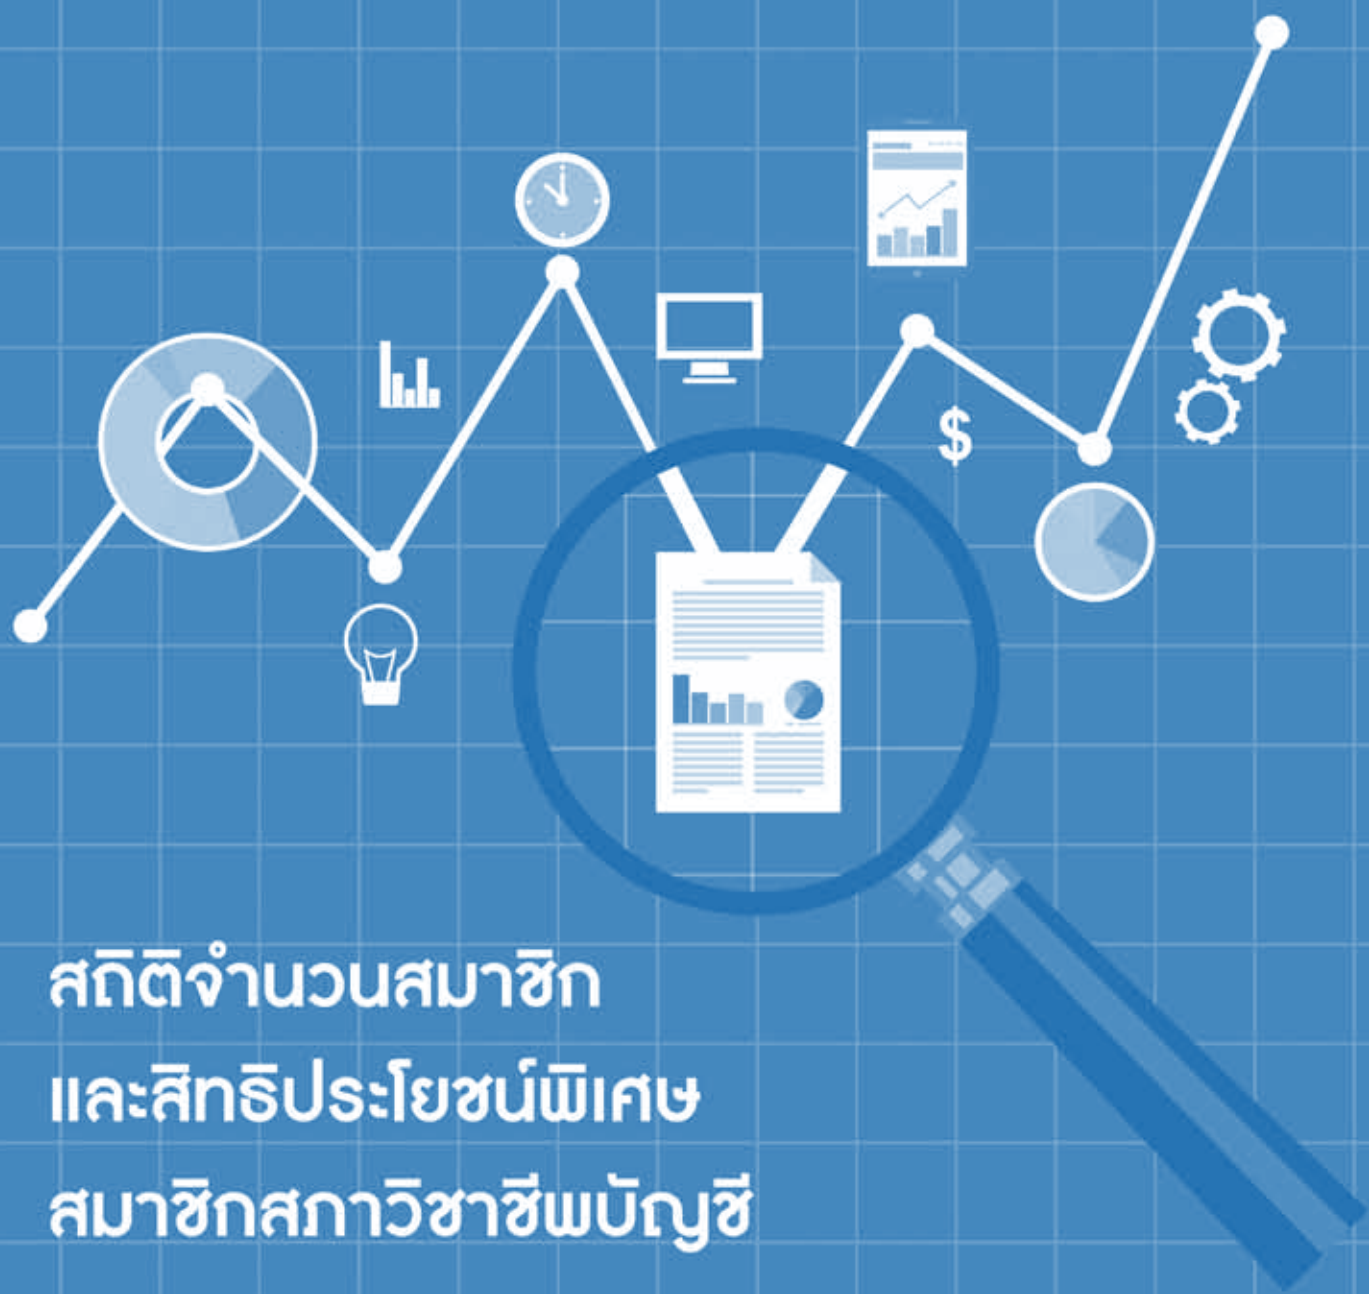 สถิติจำนวนสมาชิก
และสิทธิประโยชน์พิเศษ
สมาชิกสภาวิชาชีพบัญชี
$